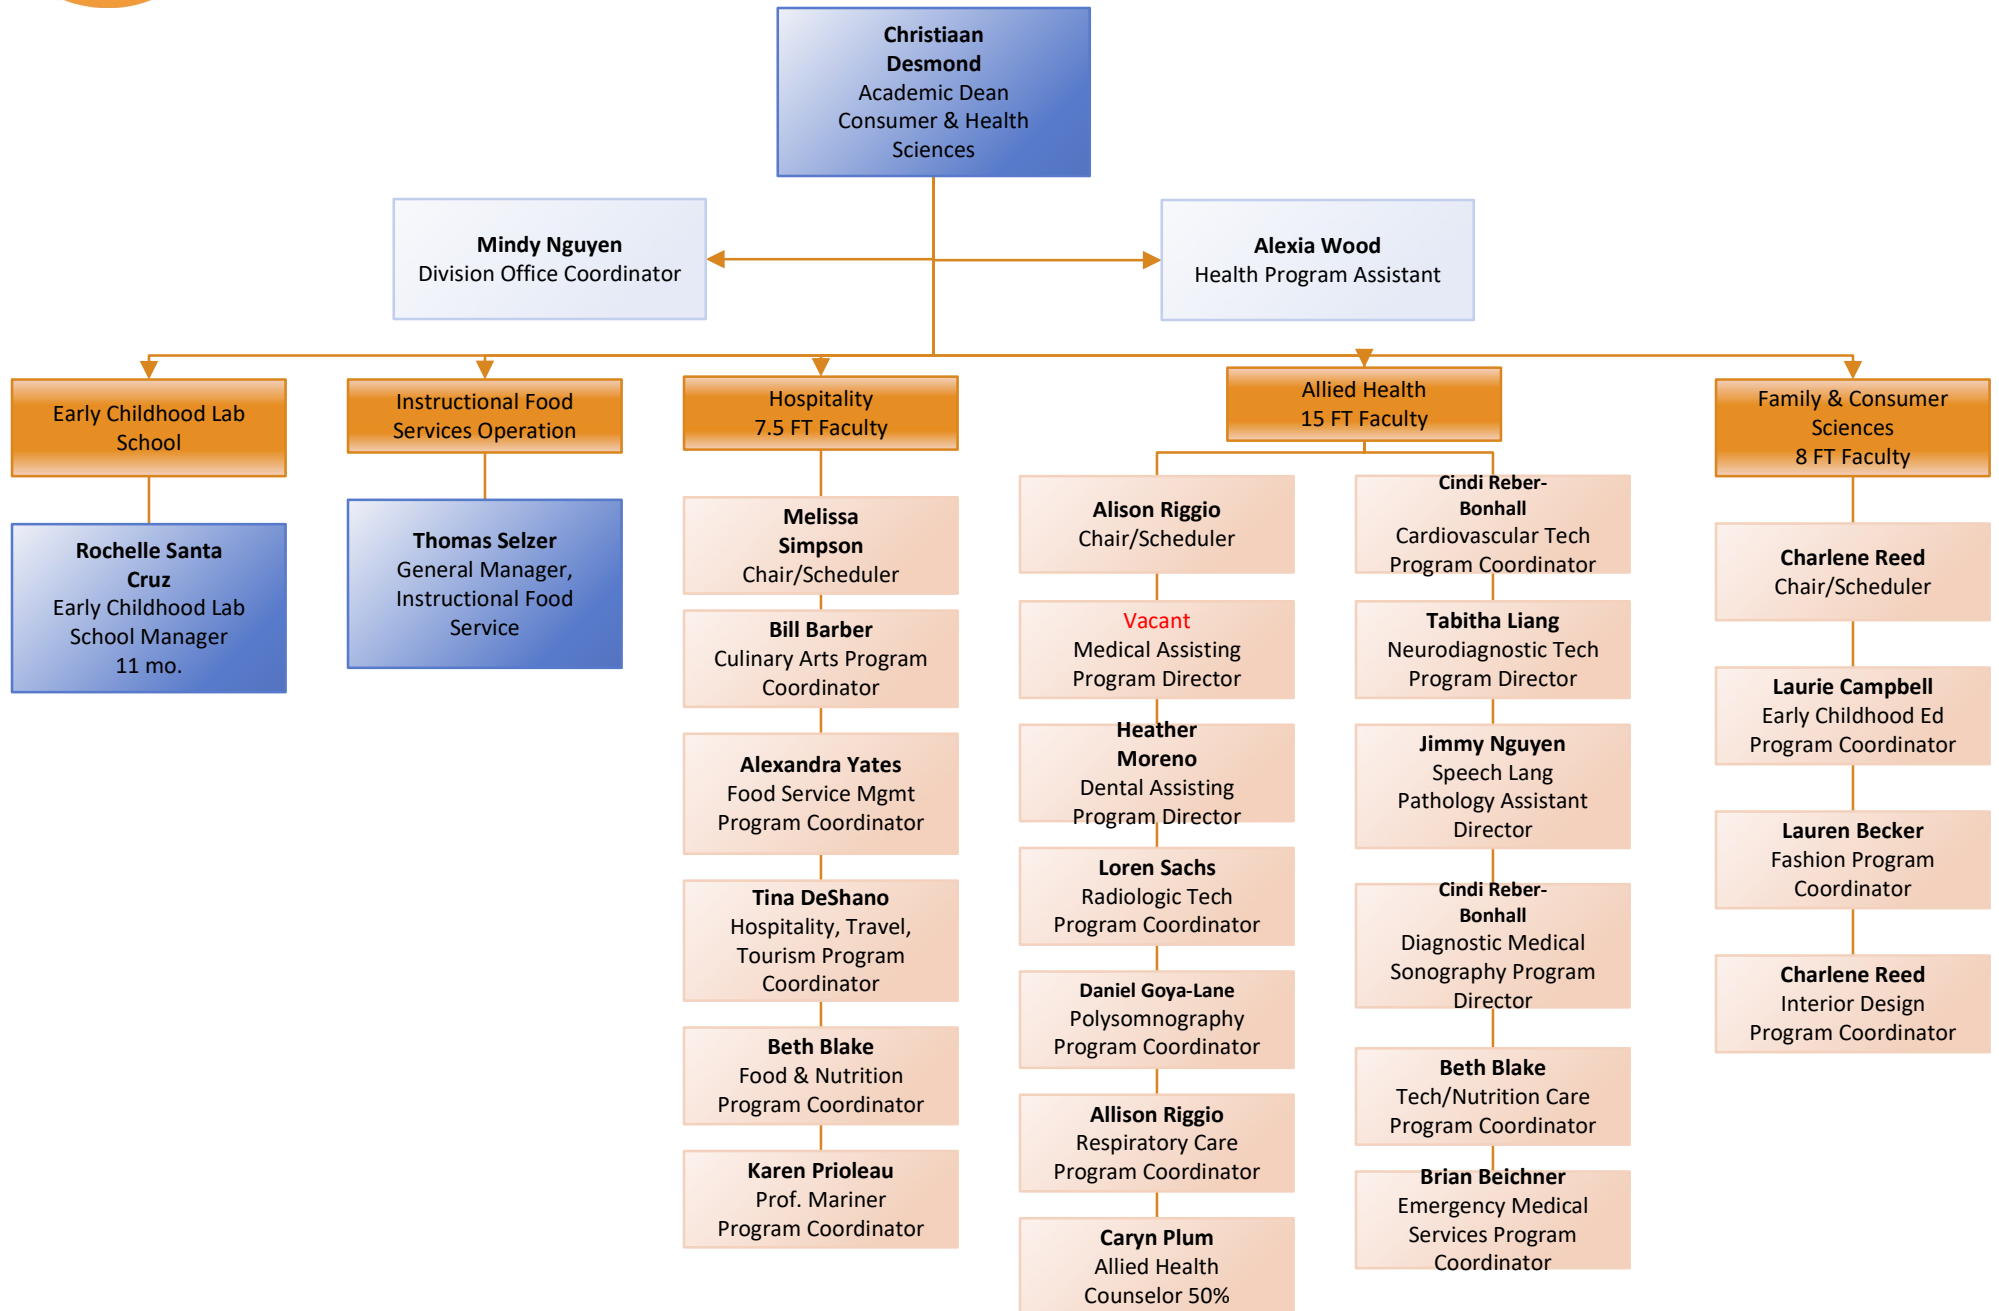 Christiaan
Desmond
Academic Dean
Consumer & Health
Sciences
Mindy Nguyen
Division Office Coordinator
Alexia Wood
Health Program Assistant
Early Childhood Lab
School
Rochelle Santa
Cruz
Early Childhood Lab
School Manager
11 mo.
Instructional Food
Services Operation
Thomas Selzer
General Manager,
Instructional Food
Service
Hospitality
7.5 FT Faculty
Melissa
Simpson
Chair/Scheduler
Bill Barber
Culinary Arts Program
Coordinator
Alexandra Yates
Food Service Mgmt
Program Coordinator
Tina DeShano
Hospitality, Travel,
Tourism Program
Coordinator
Beth Blake
Food & Nutrition
Program Coordinator
Karen Prioleau
Prof. Mariner
Program Coordinator
Allied Health
15 FT Faculty
Alison Riggio
Chair/Scheduler
Vacant
Medical Assisting
Program Director
Heather
Moreno
Dental Assisting
Program Director
Loren Sachs
Radiologic Tech
Program Coordinator
Daniel Goya-Lane
Polysomnography
Program Coordinator
Allison Riggio
Respiratory Care
Program Coordinator
Caryn Plum
Allied Health
Counselor 50%
Cindi Reber-
Bonhall
Cardiovascular Tech
Program Coordinator
Tabitha Liang
Neurodiagnostic Tech
Program Director
Jimmy Nguyen
Speech Lang
Pathology Assistant
Director
Cindi Reber-
Bonhall
Diagnostic Medical
Sonography Program
Director
Beth Blake
Tech/Nutrition Care
Program Coordinator
Brian Beichner
Emergency Medical
Services Program
Coordinator
Family & Consumer
Sciences
8 FT Faculty
Charlene Reed
Chair/Scheduler
Laurie Campbell
Early Childhood Ed
Program Coordinator
Lauren Becker
Fashion Program
Coordinator
Charlene Reed
Interior Design
Program Coordinator